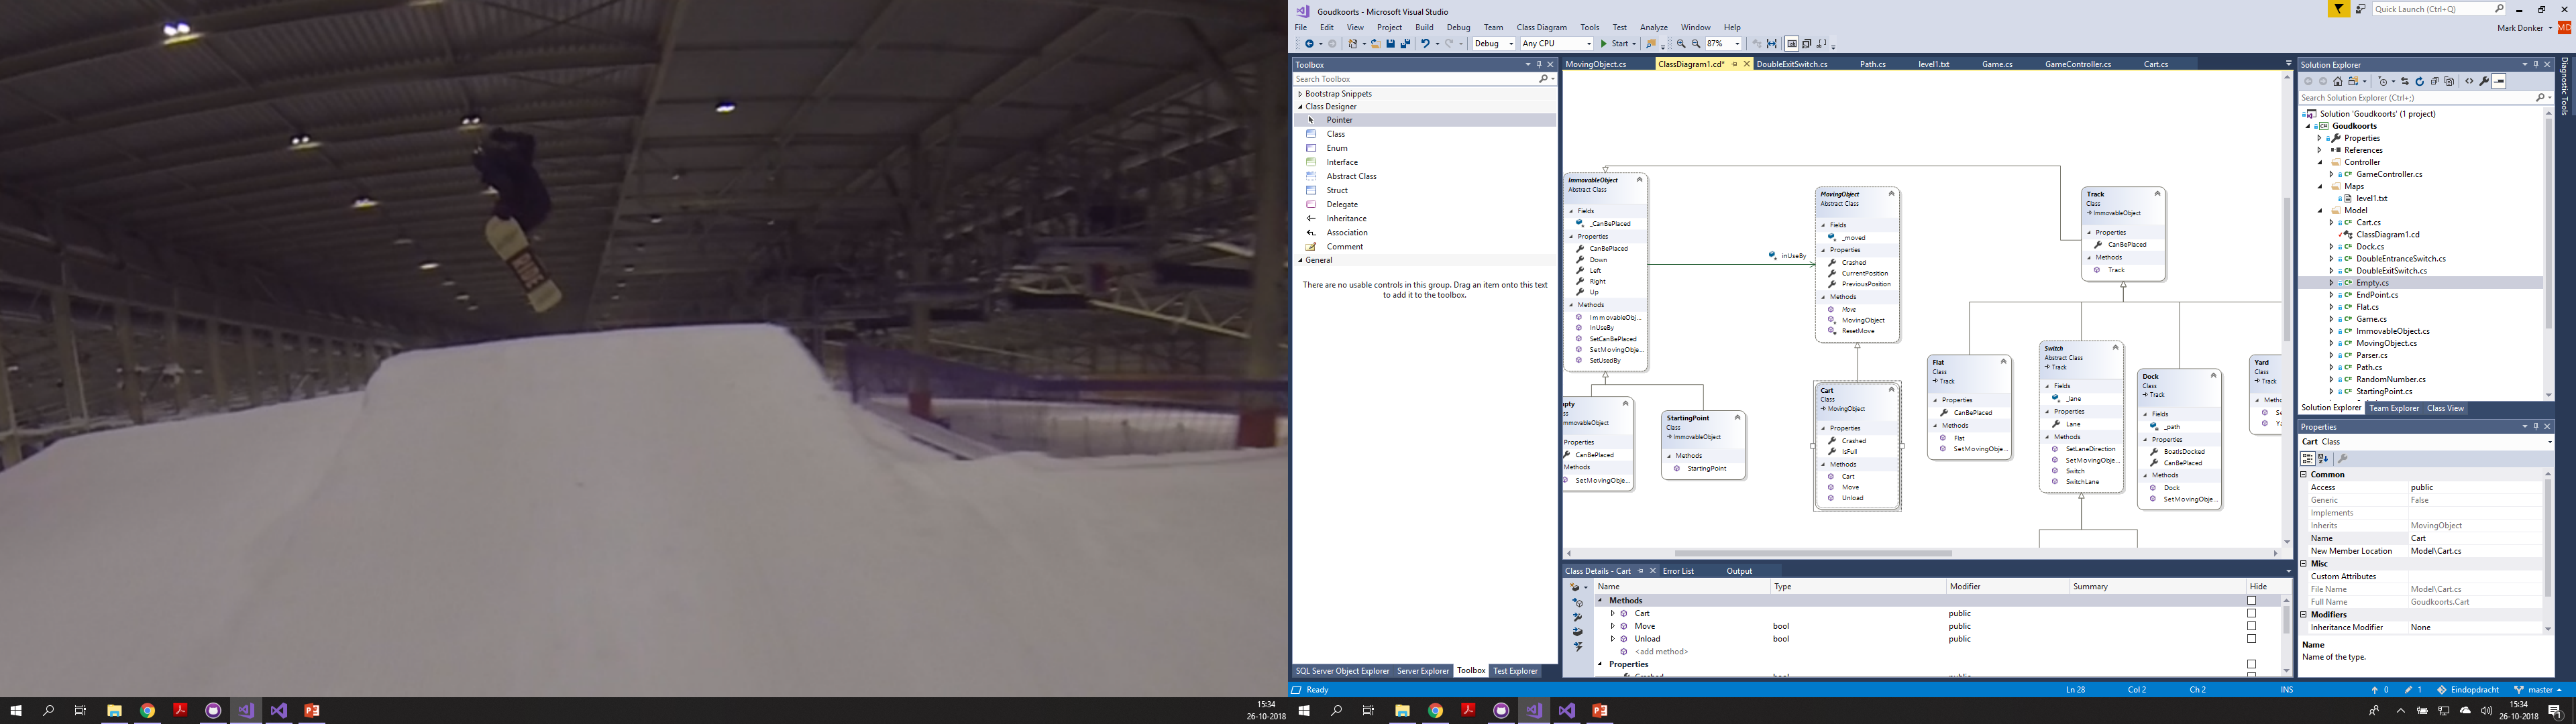 Goudkoorts - Microsoft Visual Studio
Quick Launch (Ctrl+Q)
File Edit View Project Build Debug Team Class Diagram Tools Test Analyze Window Help
Mark Donker MD
Debug Any CPU Start 87%
Toolbox
Search Toolbox
Bootstrap Snippets
Class Designer
Pointer
Class
Enum
Interface
Abstract Class
Struct
Delegate
Inheritance
Association
Comment
General
There are no usable controls in this group. Drag an item onto this text
to add it to the toolbox.
SQL Server Object Explorer Server Explorer Toolbox Test Explorer
MovingObject.cs ClassDiagram1.cd* DoubleExitSwitch.cs Path.cs level1.txt Game.cs GameController.cs Cart.cs
ImmovableObject
Abstract Class
Fields
_CanBePlaced
Properties
CanBePlaced
Down
Left
Right
Up
Methods
ImmovableObj...
InUseBy
SetCanBePlaced
SetMovingObje...
SetUsedBy
inUseBy
MovingObject
Abstract Class
Fields
_moved
Properties
Crashed
CurrentPosition
PreviousPosition
Methods
Move
MovingObject
ResetMove
Track
Class
ImmovableObject
Properties
CanBePlaced
Methods
Track
mpty
lass
mmovableObject
Properties
CanBePlaced
Methods
SetMovingObje...
StartingPoint
Class
ImmovableObject
Methods
StartingPoint
Cart
Class
MovingObject
Properties
Crashed
IsFull
Methods
Cart
Move
Unload
Flat
Class
Track
Properties
CanBePlaced
Methods
Flat
SetMovingObje...
Switch
Abstract Class
Track
Fields
_lane
Properties
Lane
Methods
SetLaneDirection
SetMovingObje...
Switch
SwitchLane
Dock
Class
Track
Fields
_path
Properties
BoatIsDocked
CanBePlaced
Methods
Dock
SetMovingObje...
Yard
Class
Track
Metho
Se
Ya
Class Details - Cart Error List Output
Name Type Modifier Summary Hide
Methods
Cart public
Move bool public
Unload bool public
<add method>
Properties
Solution Explorer
Search Solution Explorer (Ctrl+;)
Solution 'Goudkoorts' (1 project)
Goudkoorts
Properties
References
Controller
GameController.cs
Maps
level1.txt
Model
Cart.cs
ClassDiagram1.cd
Dock.cs
DoubleEntranceSwitch.cs
DoubleExitSwitch.cs
Empty.cs
EndPoint.cs
Flat.cs
Game.cs
ImmovableObject.cs
MovingObject.cs
Parser.cs
Path.cs
RandomNumber.cs
StartingPoint.cs
Solution Explorer Team Explorer Class View
Properties
Cart Class
Common
Access public
Generic False
Implements
Inherits MovingObject
Name Cart
New Member Location Model\Cart.cs
Misc
Custom Attributes
File Name Model\Cart.cs
Full Name Goudkoorts.Cart
Modifiers
Inheritance Modifier None
Name
Name of the type.
Diagnostic Tools
Ready Ln 28 Col 2 Ch 2 INS 0 1 Eindopdracht master
15:34
26-10-2018
15:34
26-10-2018